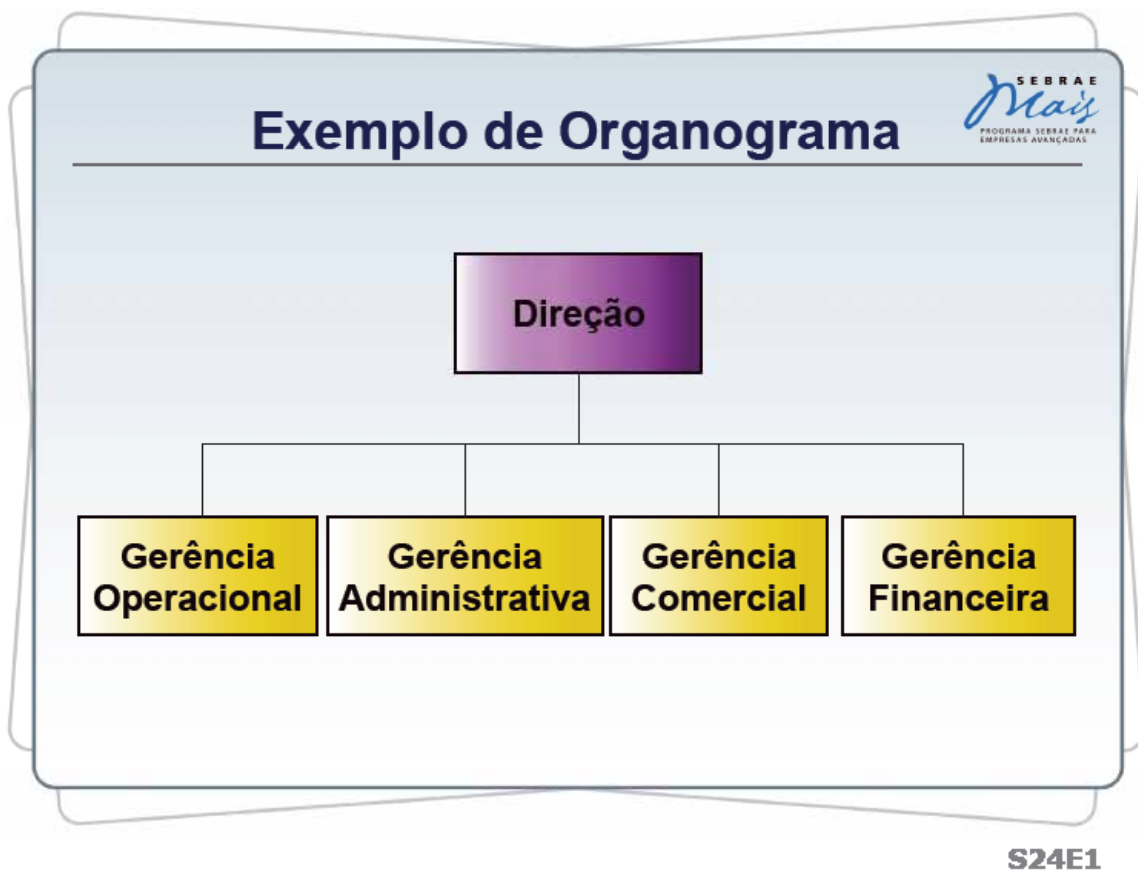 SEBRAE
Mais
PROGRAMA SEBRAE PARA
EMPRESAS AVANÇADAS
Exemplo de Organograma
Direção
Gerência
Operacional
Gerência
Administrativa
Gerência
Comercial
Gerência
Financeira
S24E1